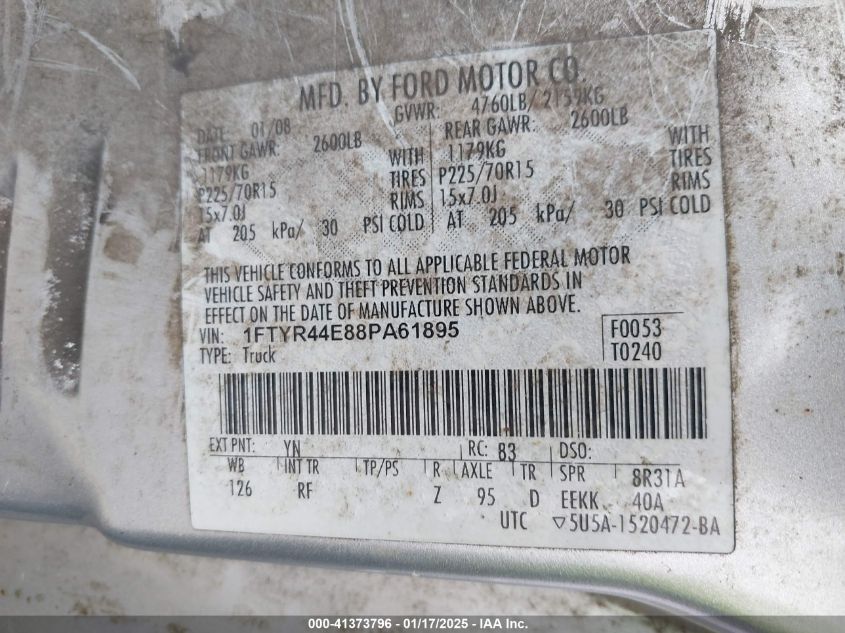 MFD. BY FORD MOTOR CO.
DATE: 01/08 GVWR: 4760LB/ 2159KG
FRONT GAWR: 2600LB REAR GAWR: 2600LB
1179KG WITH 1179KG WITH
P225/70R15 TIRES P225/70R15 TIRES
15x7.0J RIMS 15x7.0J RIMS
AT 205 kPa/ 30 PSI COLD AT 205 kPa/ 30 PSI COLD
THIS VEHICLE CONFORMS TO ALL APPLICABLE FEDERAL MOTOR
VEHICLE SAFETY AND THEFT PREVENTION STANDARDS IN
EFFECT ON THE DATE OF MANUFACTURE SHOWN ABOVE.
VIN: 1FTYR44E88PA61895 F0053
TYPE: Truck T0240
EXT PNT: YN RC: 83 DSO:
WB INT TR TP/PS R AXLE TR SPR 8R31A
126 RF Z 95 D EEKK 40A
UTC ▽5U5A-1520472-BA
000-41373796 — 01/17/2025 — IAA Inc.